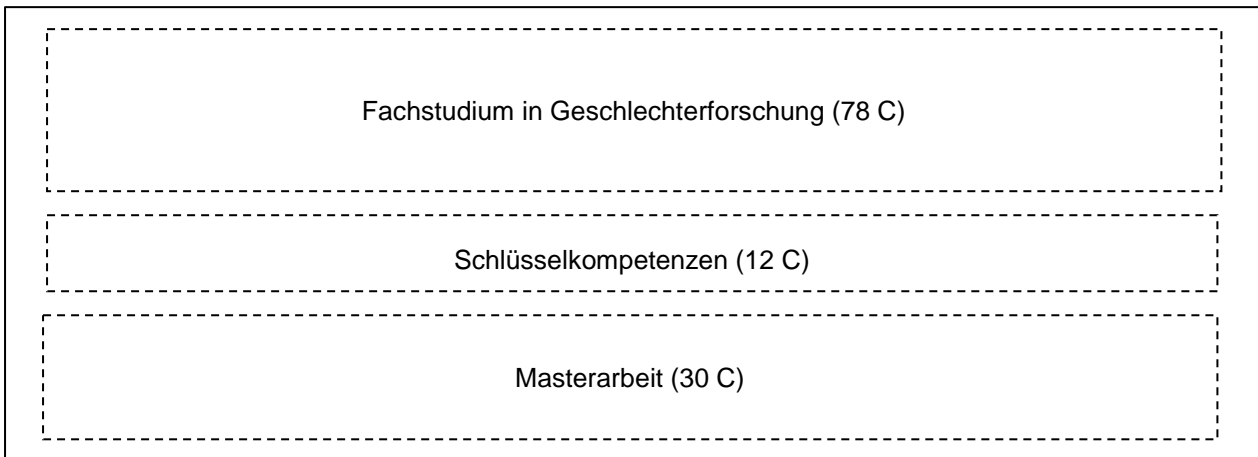 Fachstudium in Geschlechterforschung (78 C)
Schlüsselkompetenzen (12 C)
Masterarbeit (30 C)